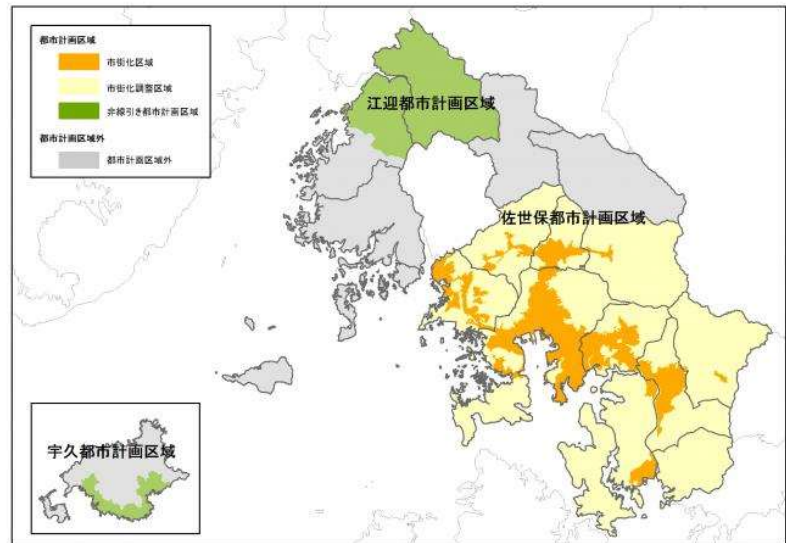 都市計画区域
市街化区域
市街化調整区域
非線引き都市計画区域
都市計画区域外
都市計画区域外
江迎都市計画区域
佐世保都市計画区域
宇久都市計画区域